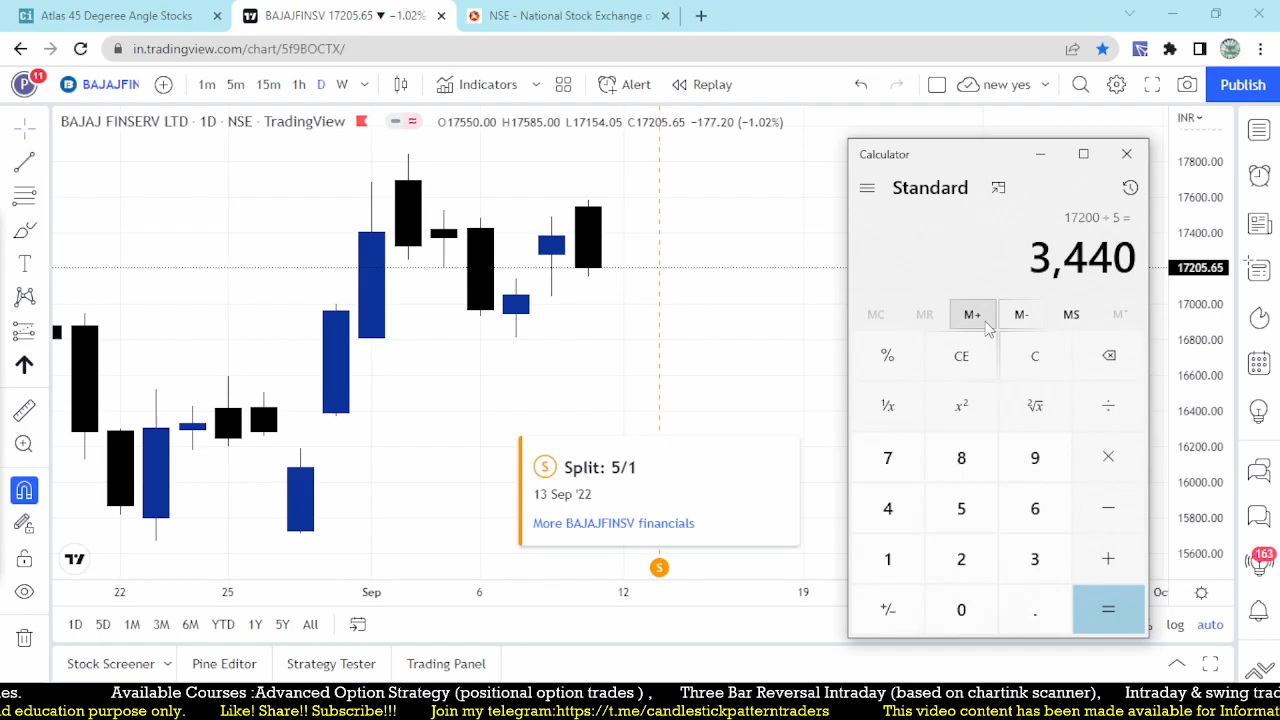 Atlas 45 Degeree Angle Stocks
BAJAJFINSV 17205.65 ▼ −1.02%
NSE - National Stock Exchange o
in.tradingview.com/chart/5f9BOCTX/
P
11
BAJAJFIN
1m 5m 15m 1h D W
Indicators
Alert
Replay
new yes
Publish
BAJAJ FINSERV LTD · 1D · NSE · TradingView
O17550.00 H17585.00 L17154.05 C17205.65 −177.20 (−1.02%)
INR
17800.00
17600.00
17400.00
17205.65
17000.00
16800.00
16600.00
16400.00
16200.00
16000.00
15800.00
15600.00
Calculator
Standard
17200 ÷ 5 =
3,440
MC MR M+ M- MS M˅
% CE C
¹/x x² ²√x ÷
7 8 9 ×
4 5 6 −
1 2 3 +
+/− 0 . =
S Split: 5/1
13 Sep '22
More BAJAJFINSV financials
S
T
163
22 25 Sep 6 12 19 Oc
1D 5D 1M 3M 6M YTD 1Y 5Y All
% log auto
Stock Screener
Pine Editor
Strategy Tester
Trading Panel
es. Available Courses :Advanced Option Strategy (positional option trades ) , Three Bar Reversal Intraday (based on chartink scanner), Intraday & swing trad
d education purpose only. Like! Share!! Subscribe!!! Join my telegram:https://t.me/candlestickpatterntraders This video content has been made available for Informat